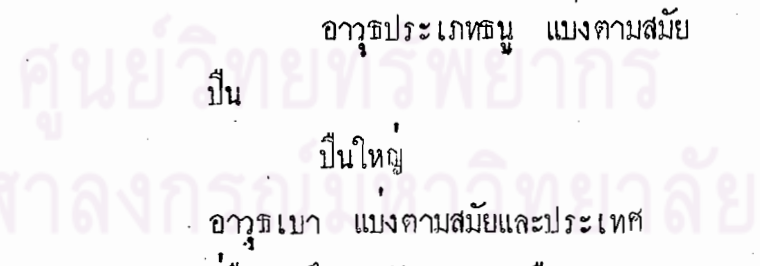 อาวุธประเภทธนู แบ่งตามสมัย
ปืน
ปืนใหญ่
อาวุธเบา แบ่งตามสมัยและประเทศ